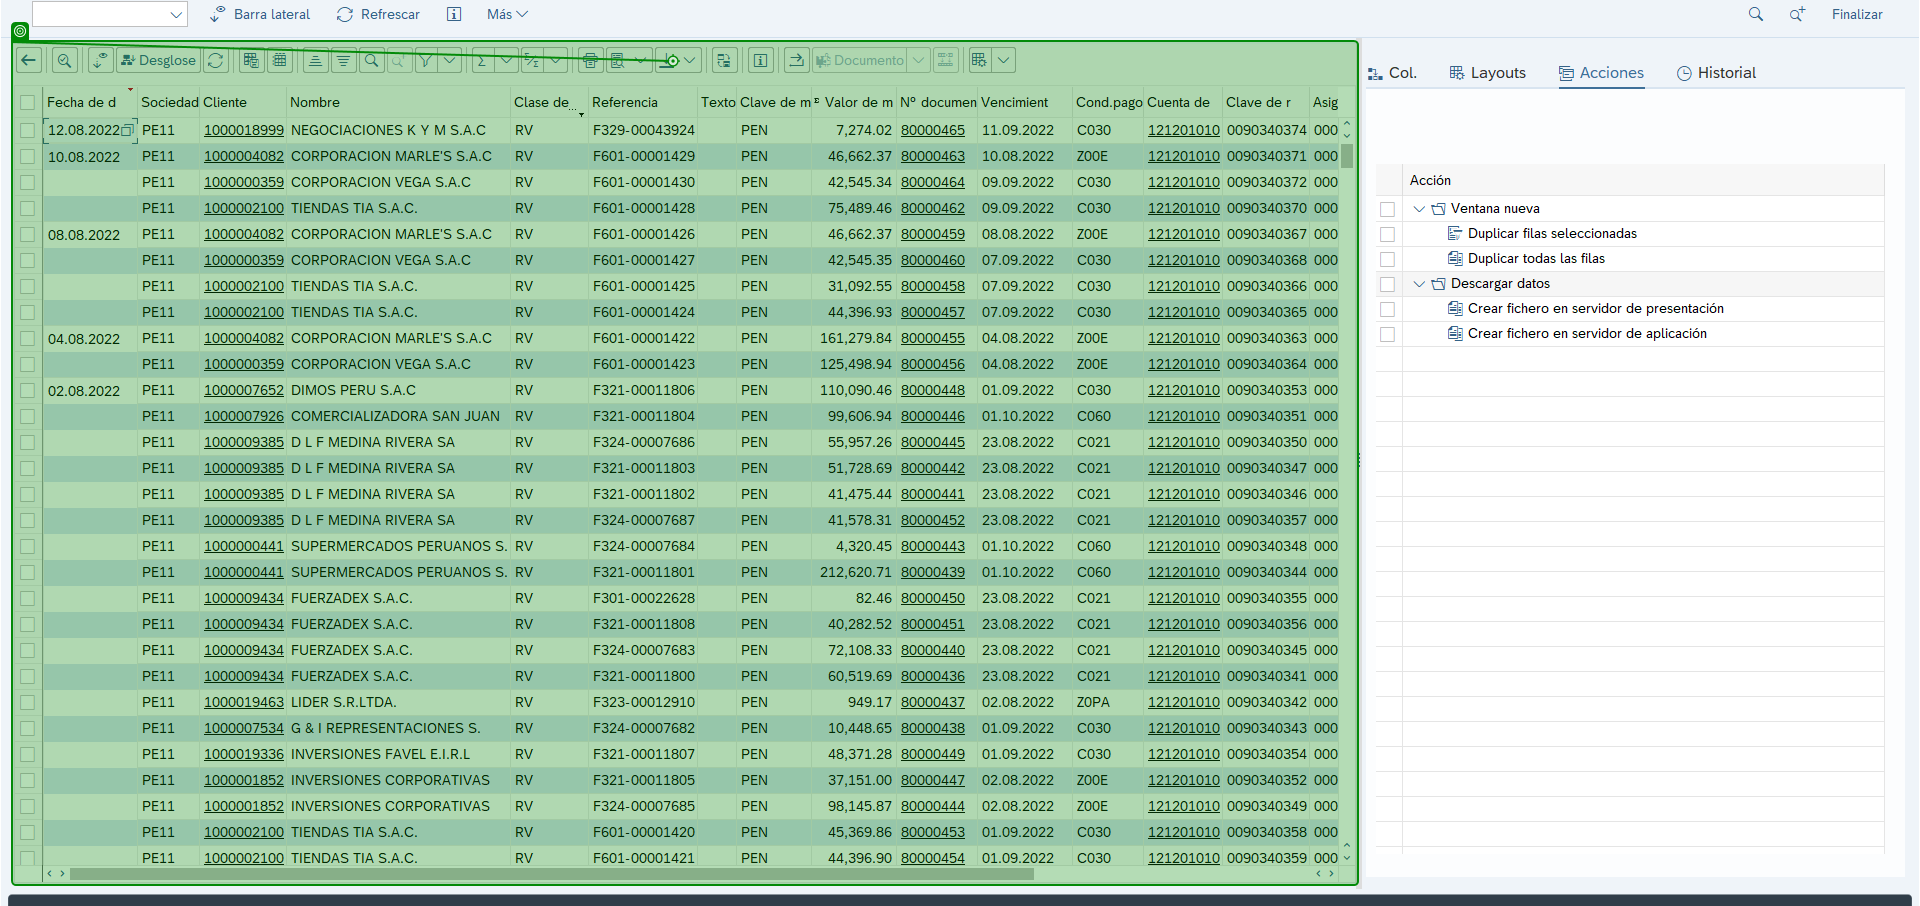 Barra lateral Refrescar Más Finalizar
Desglose Documento
Col. Layouts Acciones Historial
Fecha de d Sociedad Cliente Nombre Clase de... Referencia Texto Clave de m Valor de m Nº documen Vencimient Cond.pago Cuenta de Clave de r Asig
12.08.2022 PE11 1000018999 NEGOCIACIONES K Y M S.A.C RV F329-00043924 PEN 7,274.02 80000465 11.09.2022 C030 121201010 0090340374 000
10.08.2022 PE11 1000004082 CORPORACION MARLE'S S.A.C RV F601-00001429 PEN 46,662.37 80000463 10.08.2022 Z00E 121201010 0090340371 000
PE11 1000000359 CORPORACION VEGA S.A.C RV F601-00001430 PEN 42,545.34 80000464 09.09.2022 C030 121201010 0090340372 000
PE11 1000002100 TIENDAS TIA S.A.C. RV F601-00001428 PEN 75,489.46 80000462 09.09.2022 C030 121201010 0090340370 000
08.08.2022 PE11 1000004082 CORPORACION MARLE'S S.A.C RV F601-00001426 PEN 46,662.37 80000459 08.08.2022 Z00E 121201010 0090340367 000
PE11 1000000359 CORPORACION VEGA S.A.C RV F601-00001427 PEN 42,545.35 80000460 07.09.2022 C030 121201010 0090340368 000
PE11 1000002100 TIENDAS TIA S.A.C. RV F601-00001425 PEN 31,092.55 80000458 07.09.2022 C030 121201010 0090340366 000
PE11 1000002100 TIENDAS TIA S.A.C. RV F601-00001424 PEN 44,396.93 80000457 07.09.2022 C030 121201010 0090340365 000
04.08.2022 PE11 1000004082 CORPORACION MARLE'S S.A.C RV F601-00001422 PEN 161,279.84 80000455 04.08.2022 Z00E 121201010 0090340363 000
PE11 1000000359 CORPORACION VEGA S.A.C RV F601-00001423 PEN 125,498.94 80000456 04.08.2022 Z00E 121201010 0090340364 000
02.08.2022 PE11 1000007652 DIMOS PERU S.A.C RV F321-00011806 PEN 110,090.46 80000448 01.09.2022 C030 121201010 0090340353 000
PE11 1000007926 COMERCIALIZADORA SAN JUAN RV F321-00011804 PEN 99,606.94 80000446 01.10.2022 C060 121201010 0090340351 000
PE11 1000009385 D L F MEDINA RIVERA SA RV F324-00007686 PEN 55,957.26 80000445 23.08.2022 C021 121201010 0090340350 000
PE11 1000009385 D L F MEDINA RIVERA SA RV F321-00011803 PEN 51,728.69 80000442 23.08.2022 C021 121201010 0090340347 000
PE11 1000009385 D L F MEDINA RIVERA SA RV F321-00011802 PEN 41,475.44 80000441 23.08.2022 C021 121201010 0090340346 000
PE11 1000009385 D L F MEDINA RIVERA SA RV F324-00007687 PEN 41,578.31 80000452 23.08.2022 C021 121201010 0090340357 000
PE11 1000000441 SUPERMERCADOS PERUANOS S. RV F324-00007684 PEN 4,320.45 80000443 01.10.2022 C060 121201010 0090340348 000
PE11 1000000441 SUPERMERCADOS PERUANOS S. RV F321-00011801 PEN 212,620.71 80000439 01.10.2022 C060 121201010 0090340344 000
PE11 1000009434 FUERZADEX S.A.C. RV F301-00022628 PEN 82.46 80000450 23.08.2022 C021 121201010 0090340355 000
PE11 1000009434 FUERZADEX S.A.C. RV F321-00011808 PEN 40,282.52 80000451 23.08.2022 C021 121201010 0090340356 000
PE11 1000009434 FUERZADEX S.A.C. RV F324-00007683 PEN 72,108.33 80000440 23.08.2022 C021 121201010 0090340345 000
PE11 1000009434 FUERZADEX S.A.C. RV F321-00011800 PEN 60,519.69 80000436 23.08.2022 C021 121201010 0090340341 000
PE11 1000019463 LIDER S.R.LTDA. RV F323-00012910 PEN 949.17 80000437 02.08.2022 Z0PA 121201010 0090340342 000
PE11 1000007534 G & I REPRESENTACIONES S. RV F324-00007682 PEN 10,448.65 80000438 01.09.2022 C030 121201010 0090340343 000
PE11 1000019336 INVERSIONES FAVEL E.I.R.L RV F321-00011807 PEN 48,371.28 80000449 01.09.2022 C030 121201010 0090340354 000
PE11 1000001852 INVERSIONES CORPORATIVAS RV F321-00011805 PEN 37,151.00 80000447 02.08.2022 Z00E 121201010 0090340352 000
PE11 1000001852 INVERSIONES CORPORATIVAS RV F324-00007685 PEN 98,145.87 80000444 02.08.2022 Z00E 121201010 0090340349 000
PE11 1000002100 TIENDAS TIA S.A.C. RV F601-00001420 PEN 45,369.86 80000453 01.09.2022 C030 121201010 0090340358 000
PE11 1000002100 TIENDAS TIA S.A.C. RV F601-00001421 PEN 44,396.90 80000454 01.09.2022 C030 121201010 0090340359 000
Acción
Ventana nueva
Duplicar filas seleccionadas
Duplicar todas las filas
Descargar datos
Crear fichero en servidor de presentación
Crear fichero en servidor de aplicación